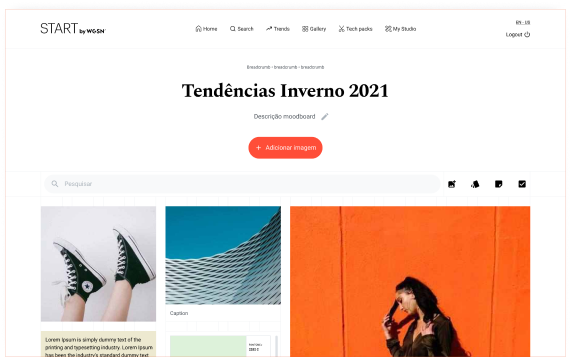 EN - US
START by WGSN
Home Search Trends Gallery Tech packs My Studio
Logout
Breadcrumb › breadcrumb › breadcrumb
Tendências Inverno 2021
Descrição moodboard
+ Adicionar imagem
Pesquisar
Caption
Lorem Ipsum is simply dummy text of the
printing and typesetting industry. Lorem Ipsum
has been the industry's standard dummy text